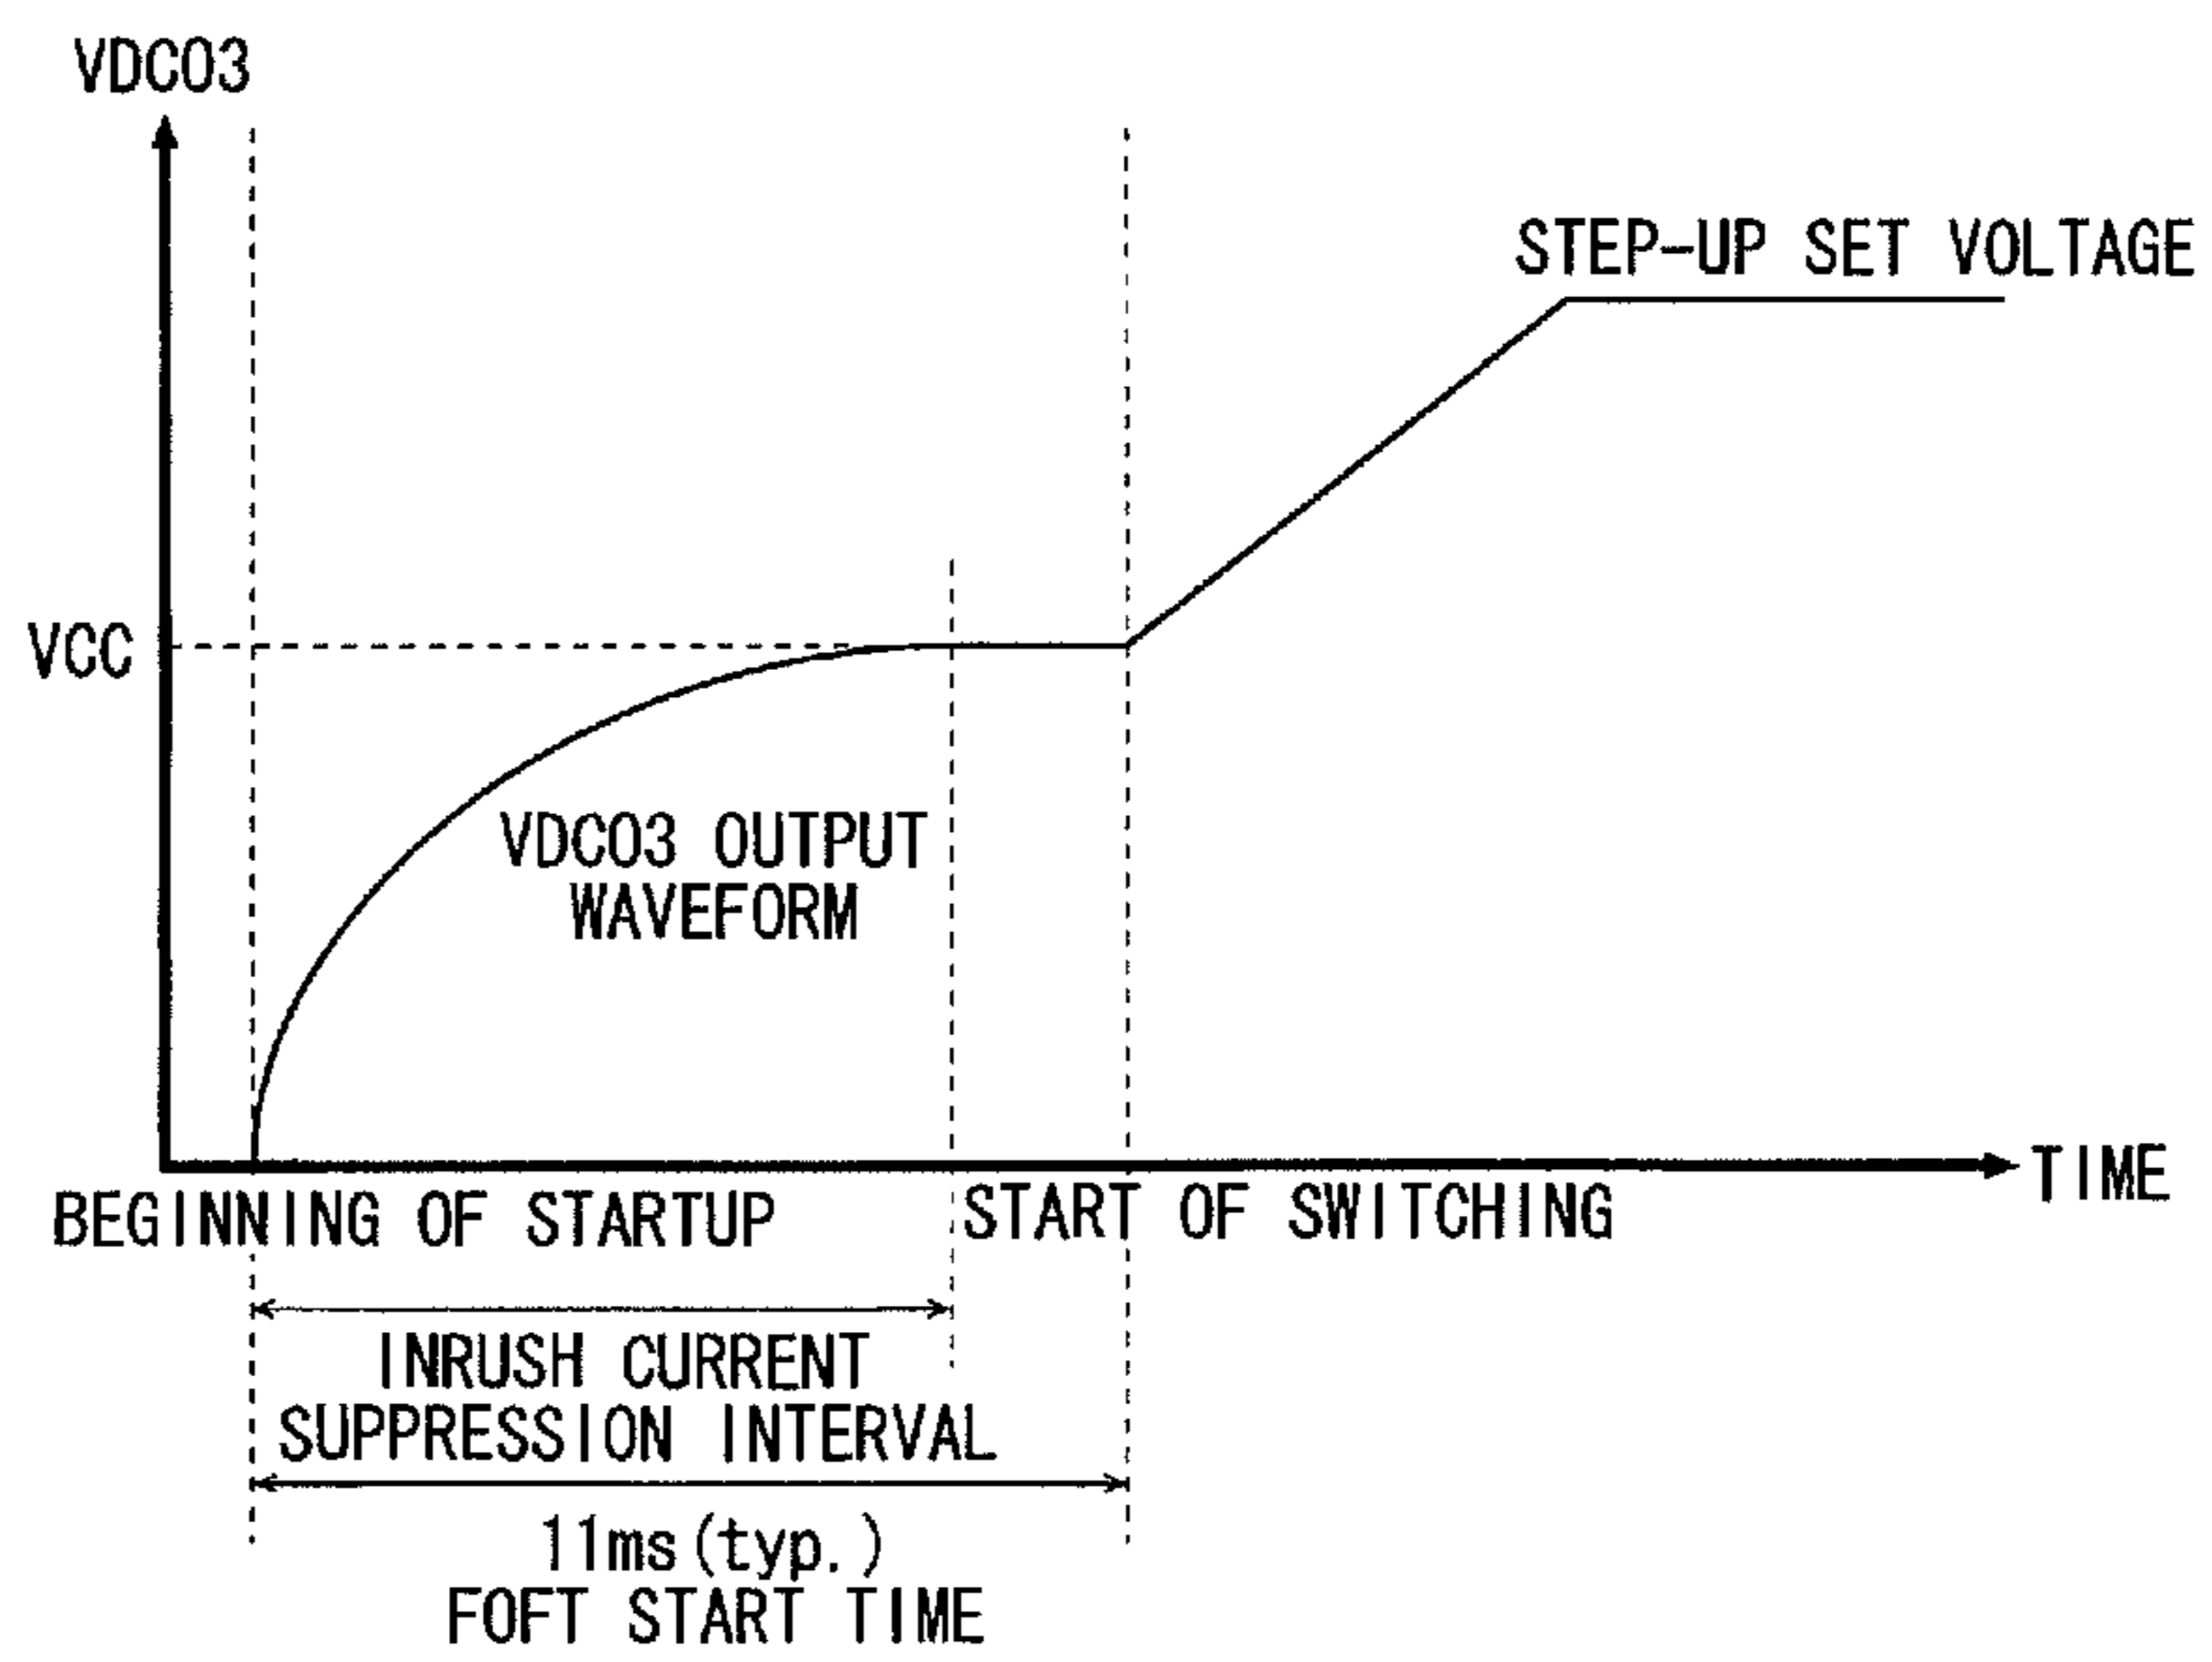 VDCO3
STEP-UP SET VOLTAGE
VCC
VDCO3 OUTPUT
WAVEFORM
TIME
BEGINNING OF STARTUP
START OF SWITCHING
INRUSH CURRENT
SUPPRESSION INTERVAL
11ms(typ.)
FOFT START TIME